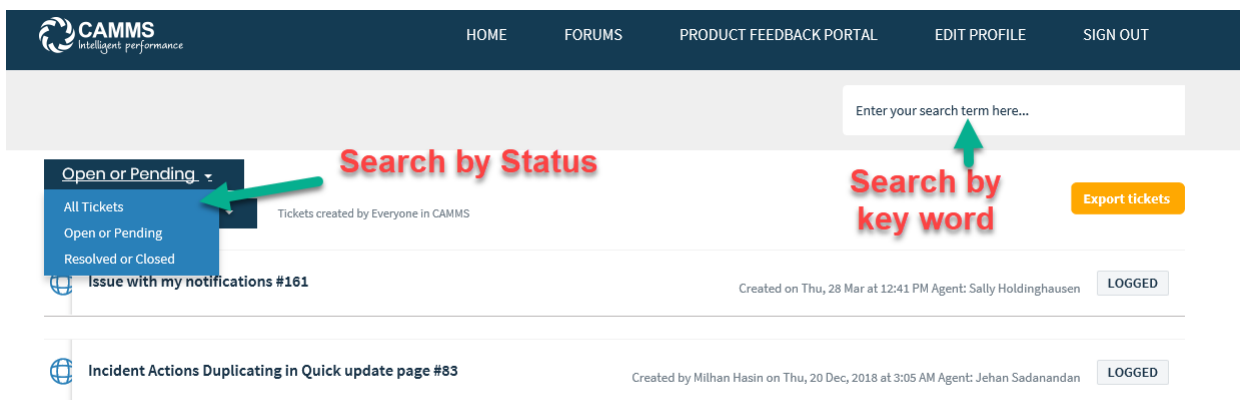 CAMMS
Intelligent performance
HOME FORUMS PRODUCT FEEDBACK PORTAL EDIT PROFILE SIGN OUT
Enter your search term here...
Open or Pending
Search by Status
Search by
key word
All Tickets
Open or Pending
Resolved or Closed
Tickets created by Everyone in CAMMS
Export tickets
Issue with my notifications #161
Created on Thu, 28 Mar at 12:41 PM Agent: Sally Holdinghausen
LOGGED
Incident Actions Duplicating in Quick update page #83
Created by Milhan Hasin on Thu, 20 Dec, 2018 at 3:05 AM Agent: Jehan Sadanandan
LOGGED